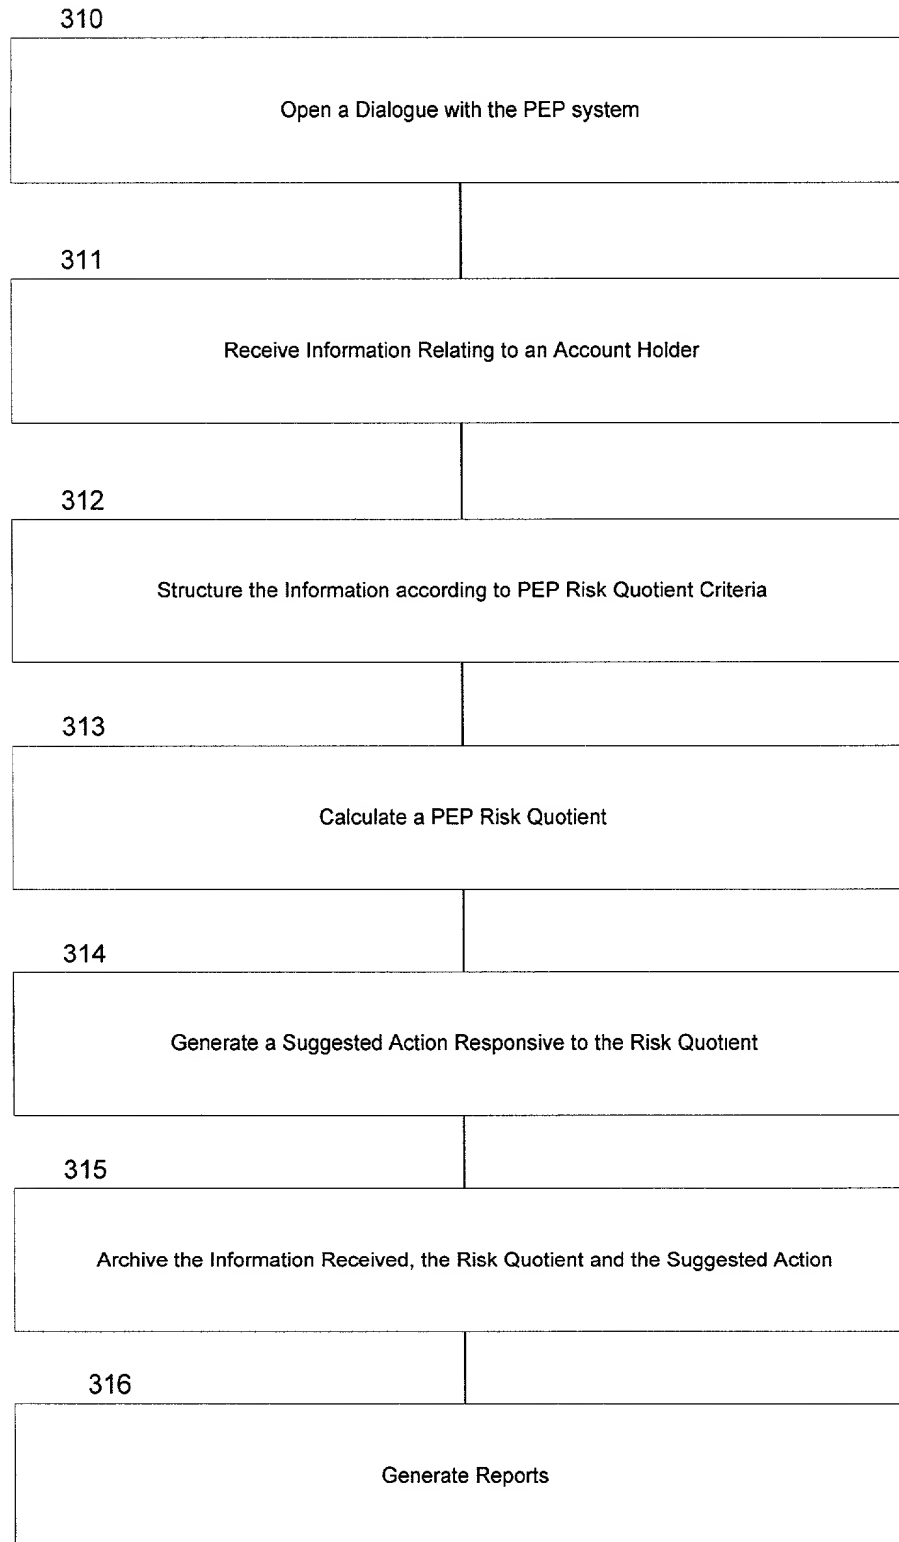 310
Open a Dialogue with the PEP system
311
Receive Information Relating to an Account Holder
312
Structure the Information according to PEP Risk Quotient Criteria
313
Calculate a PEP Risk Quotient
314
Generate a Suggested Action Responsive to the Risk Quotient
315
Archive the Information Received, the Risk Quotient and the Suggested Action
316
Generate Reports